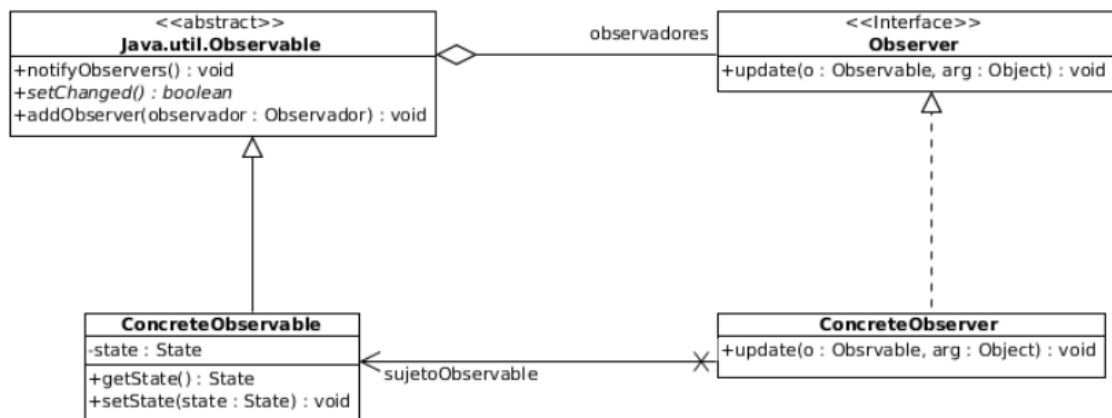 <<abstract>>
Java.util.Observable
+notifyObservers() : void
+setChanged() : boolean
+addObserver(observador : Observador) : void
observadores
<<Interface>>
Observer
+update(o : Observable, arg : Object) : void
ConcreteObservable
-state : State
+getState() : State
+setState(state : State) : void
sujetoObservable
ConcreteObserver
+update(o : Obsrvable, arg : Object) : void